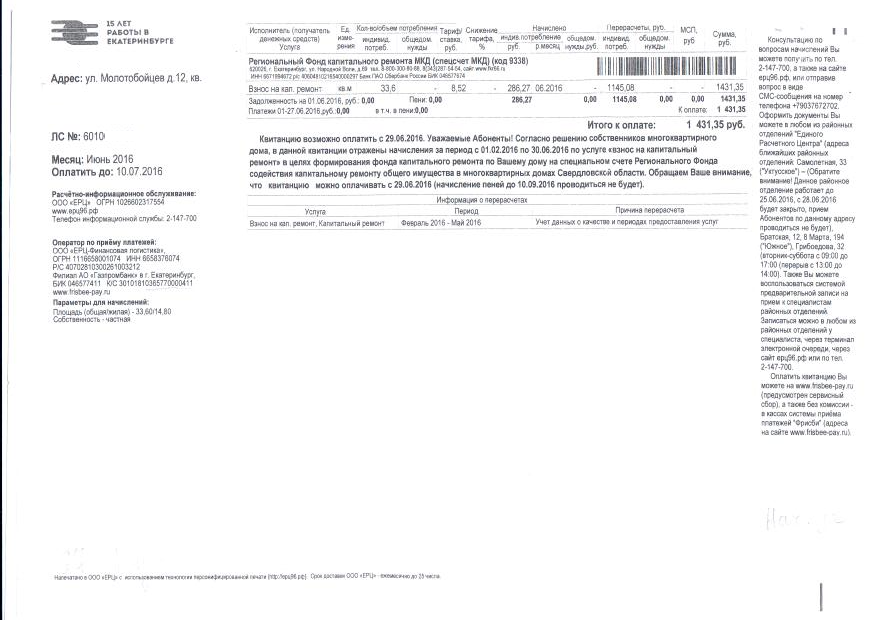 15 ЛЕТ
РАБОТЫ В
ЕКАТЕРИНБУРГЕ
Адрес: ул. Молотобойцев д.12, кв.
ЛС №: 6010
Месяц: Июнь 2016
Оплатить до: 10.07.2016
Расчётно-информационное обслуживание:
ООО «ЕРЦ» ОГРН 1026602317554
www.ерц96.рф
Телефон информационной службы: 2-147-700
Оператор по приёму платежей:
ООО «ЕРЦ-Финансовая логистика»,
ОГРН 1116658001074 ИНН 6658376074
Р/С 40702810300261003212
Филиал АО «Газпромбанк» в г. Екатеринбург,
БИК 046577411 К/С 30101810365770000411
www.frisbee-pay.ru
Параметры для начислений:
Площадь (общая/жилая) - 33,60/14,80
Собственность - частная
Исполнитель (получатель денежных средств) Услуга
Ед. изме-рения
Кол-во/объем потребления
индивид. потреб.
общедом. нужды
Тариф/ставка, руб.
Снижение тарифа, %
Начислено
индив.потребление руб. р.месяц
общедом. нужды,руб.
Перерасчеты, руб.
индивид. потреб.
общедом. нужды
МСП, руб
Сумма, руб.
Региональный Фонд капитального ремонта МКД (спецсчет МКД) (код 9338)
620026, г. Екатеринбург, ул. Народной Воли, д.69 тел. 8-800-300-80-88, 8(343)287-54-54, сайт www.fkr66.ru
ИНН 6671994672 р/с 40604810216540000297 Банк ПАО Сбербанк России БИК 046577674
Взнос на кап. ремонт кв.м 33,6 - 8,52 - 286,27 06.2016 - 1145,08 - - 1431,35
Задолженность на 01.06.2016, руб.: 0,00 Пени: 0,00 286,27 0,00 1145,08 0,00 0,00 1431,35
Платежи 01-27.06.2016,руб.:0,00 в т.ч. в пени:0,00 К оплате: 1 431,35
Итого к оплате: 1 431,35 руб.
Квитанцию возможно оплатить с 29.06.2016. Уважаемые Абоненты! Согласно решению собственников многоквартирного
дома, в данной квитанции отражены начисления за период с 01.02.2016 по 30.06.2016 по услуге «взнос на капитальный
ремонт» в целях формирования фонда капитального ремонта по Вашему дому на специальном счете Регионального Фонда
содействия капитальному ремонту общего имущества в многоквартирных домах Свердловской области. Обращаем Ваше внимание,
что квитанцию можно оплачивать с 29.06.2016 (начисление пеней до 10.09.2016 проводиться не будет).
Информация о перерасчетах
Услуга Период Причина перерасчета
Взнос на кап. ремонт, Капитальный ремонт Февраль 2016 - Май 2016 Учет данных о качестве и периодах предоставления услуг
Консультацию по
вопросам начислений Вы
можете получить по тел.
2-147-700, а также на сайте
ерц96.рф, или отправив
вопрос в виде
СМС-сообщения на номер
телефона +79037672702.
Оформить документы Вы
можете в любом из районных
отделений "Единого
Расчетного Центра" (адреса
ближайших районных
отделений: Самолетная, 33
("Уктусское") – (Обратите
внимание! Данное районное
отделение работает до
25.06.2016, с 28.06.2016
будет закрыто, прием
Абонентов по данному адресу
проводиться не будет),
Братская, 12, 8 Марта, 194
("Южное"), Грибоедова, 32
(вторник-суббота с 09:00 до
17:00 (перерыв с 13:00 до
14:00). Также Вы можете
воспользоваться системой
предварительной записи на
прием к специалистам
районных отделений.
Записаться можно в любом из
районных отделений у
специалиста, через терминал
электронной очереди, через
сайт ерц96.рф или по тел.
2-147-700.
Оплатить квитанцию Вы
можете на www.frisbee-pay.ru
(предусмотрен сервисный
сбор), а также без комиссии -
в кассах системы приёма
платежей "Фрисби" (адреса
на сайте www.frisbee-pay.ru).
Напечатано в ООО «ЕРЦ» с использованием технологии персонифицированной печати (http://ерц96.рф). Срок доставки ООО «ЕРЦ» - ежемесячно до 25 числа.